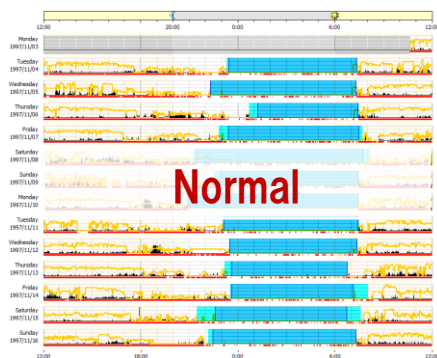 12:00 20:00 0:00 6:00 12:00
Monday
1997/11/03
Tuesday
1997/11/04
Wednesday
1997/11/05
Thursday
1997/11/06
Friday
1997/11/07
Saturday
1997/11/08
Sunday
1997/11/09
Monday
1997/11/10
Normal
Tuesday
1997/11/11
Wednesday
1997/11/12
Thursday
1997/11/13
Friday
1997/11/14
Saturday
1997/11/15
Sunday
1997/11/16
12:00 18:00 0:00 6:00 12:00